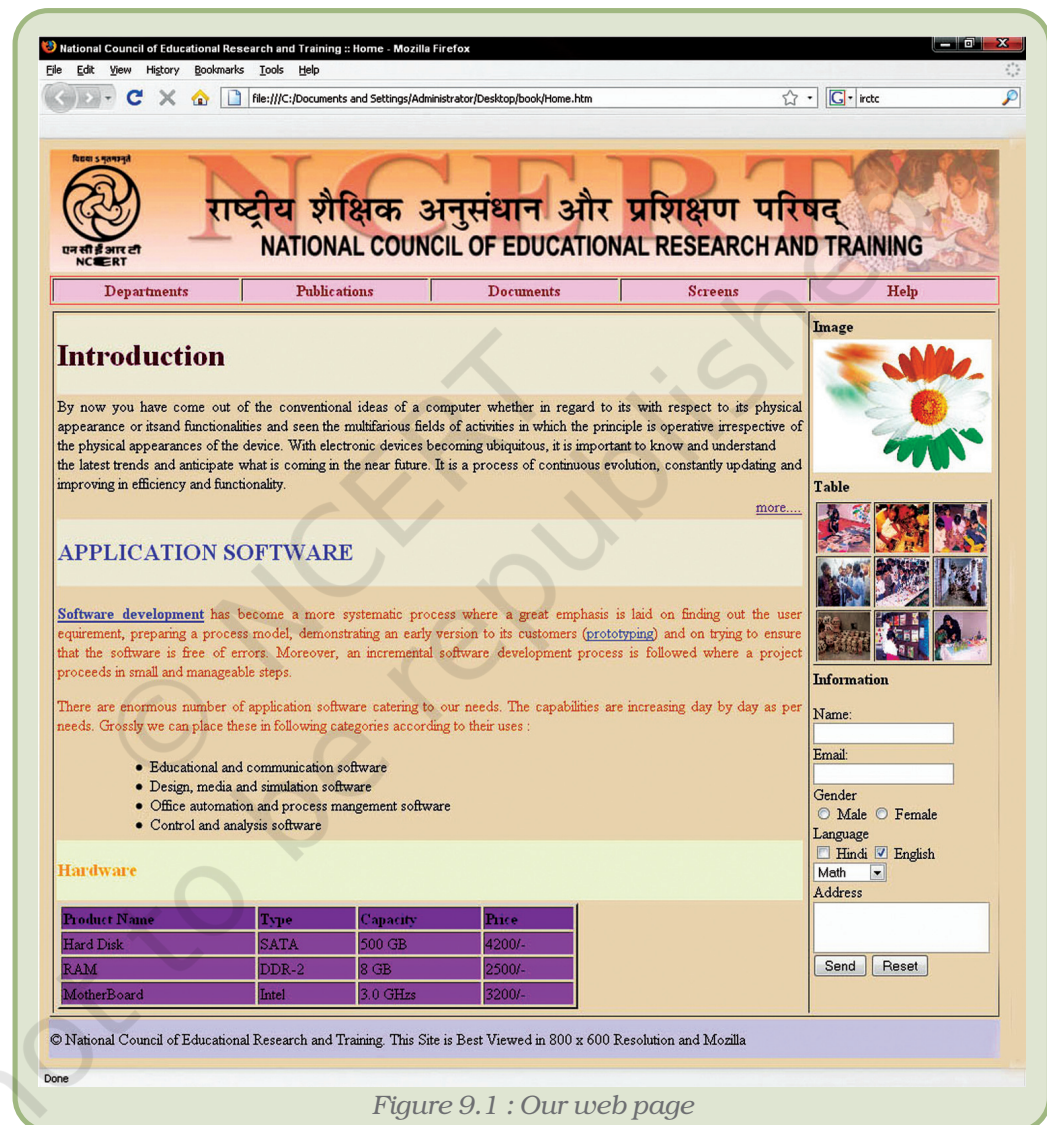 National Council of Educational Research and Training :: Home - Mozilla Firefox
File Edit View History Bookmarks Tools Help
file:///C:/Documents and Settings/Administrator/Desktop/book/Home.htm
G irctc
NCERT
राष्ट्रीय शैक्षिक अनुसंधान और प्रशिक्षण परिषद्
NATIONAL COUNCIL OF EDUCATIONAL RESEARCH AND TRAINING
एन सी ई आर टी
NCERT
Departments Publications Documents Screens Help
Introduction
By now you have come out of the conventional ideas of a computer whether in regard to its with respect to its physical
appearance or itsand functionalities and seen the multifarious fields of activities in which the principle is operative irrespective of
the physical appearances of the device. With electronic devices becoming ubiquitous, it is important to know and understand
the latest trends and anticipate what is coming in the near future. It is a process of continuous evolution, constantly updating and
improving in efficiency and functionality.
more....
APPLICATION SOFTWARE
Software development has become a more systematic process where a great emphasis is laid on finding out the user
equirement, preparing a process model, demonstrating an early version to its customers (prototyping) and on trying to ensure
that the software is free of errors. Moreover, an incremental software development process is followed where a project
proceeds in small and manageable steps.
There are enormous number of application software catering to our needs. The capabilities are increasing day by day as per
needs. Grossly we can place these in following categories according to their uses :
• Educational and communication software
• Design, media and simulation software
• Office automation and process mangement software
• Control and analysis software
Hardware
Product Name Type Capacity Price
Hard Disk SATA 500 GB 4200/-
RAM DDR-2 8 GB 2500/-
MotherBoard Intel 3.0 GHzs 3200/-
Image
Table
Information
Name:
Email:
Gender
Male Female
Language
Hindi English
Math
Address
Send Reset
© National Council of Educational Research and Training. This Site is Best Viewed in 800 x 600 Resolution and Mozilla
Done
Figure 9.1 : Our web page
© NCERT
not to be republished